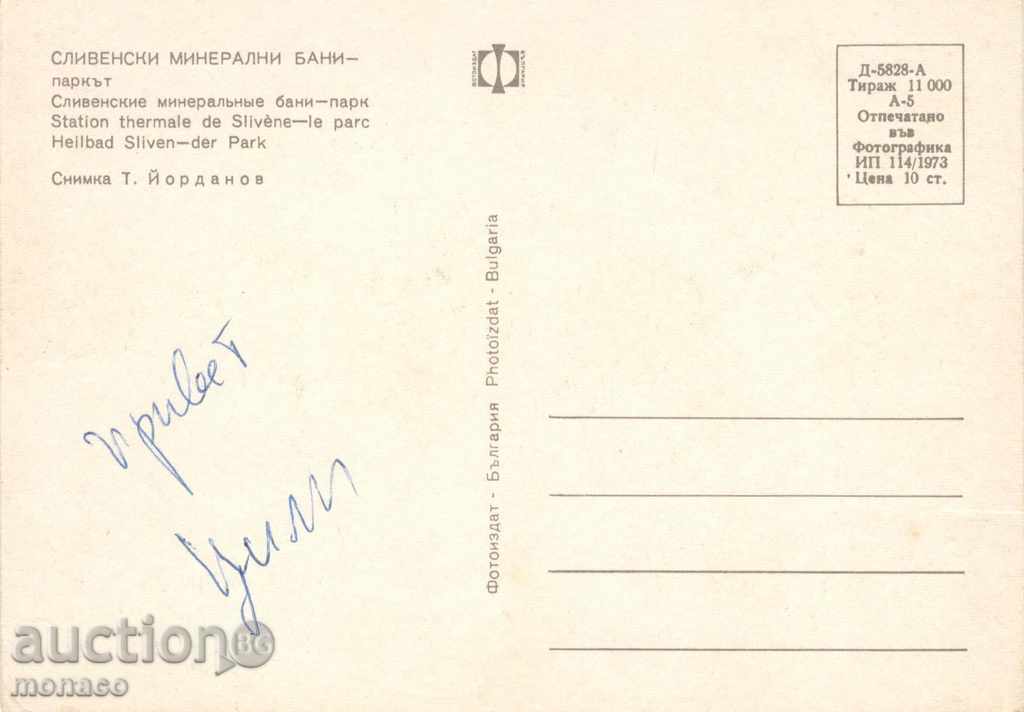 СЛИВЕНСКИ МИНЕРАЛНИ БАНИ—
паркът
Сливенские минеральные бани—парк
Station thermale de Slivène—le parc
Heilbad Sliven—der Park
Снимка Т. Йорданов
Д-5828-А
Тираж 11 000
А-5
Отпечатано
във
Фотографика
ИП 114/1973
Цена 10 ст.
Фотоиздат - България Photoïzdat - Bulgaria
привет
auction BG
monaco